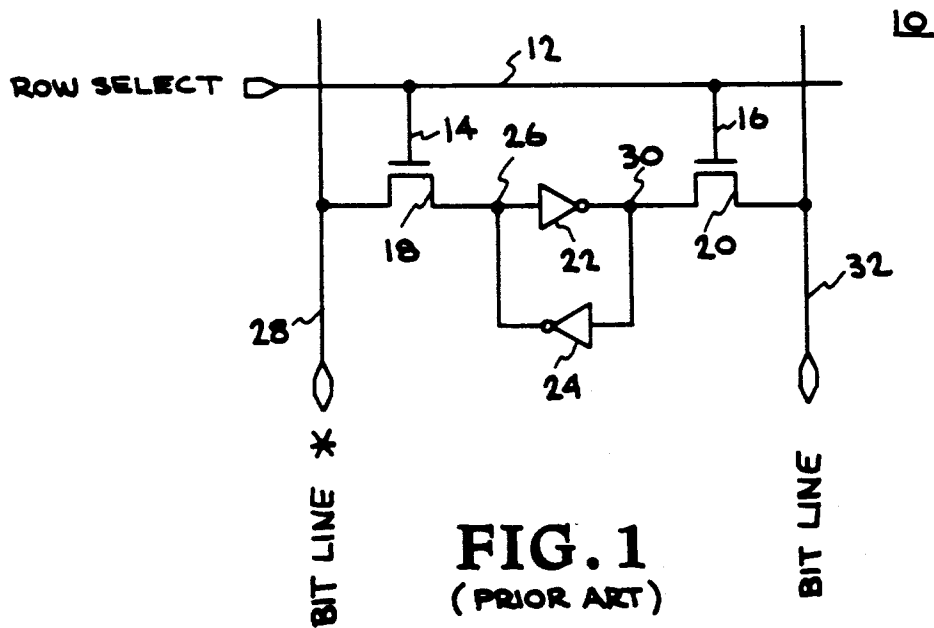 10
12
ROW SELECT
14
16
26
30
18
22
20
32
28
24
BIT LINE *
BIT LINE
FIG. 1
(PRIOR ART)